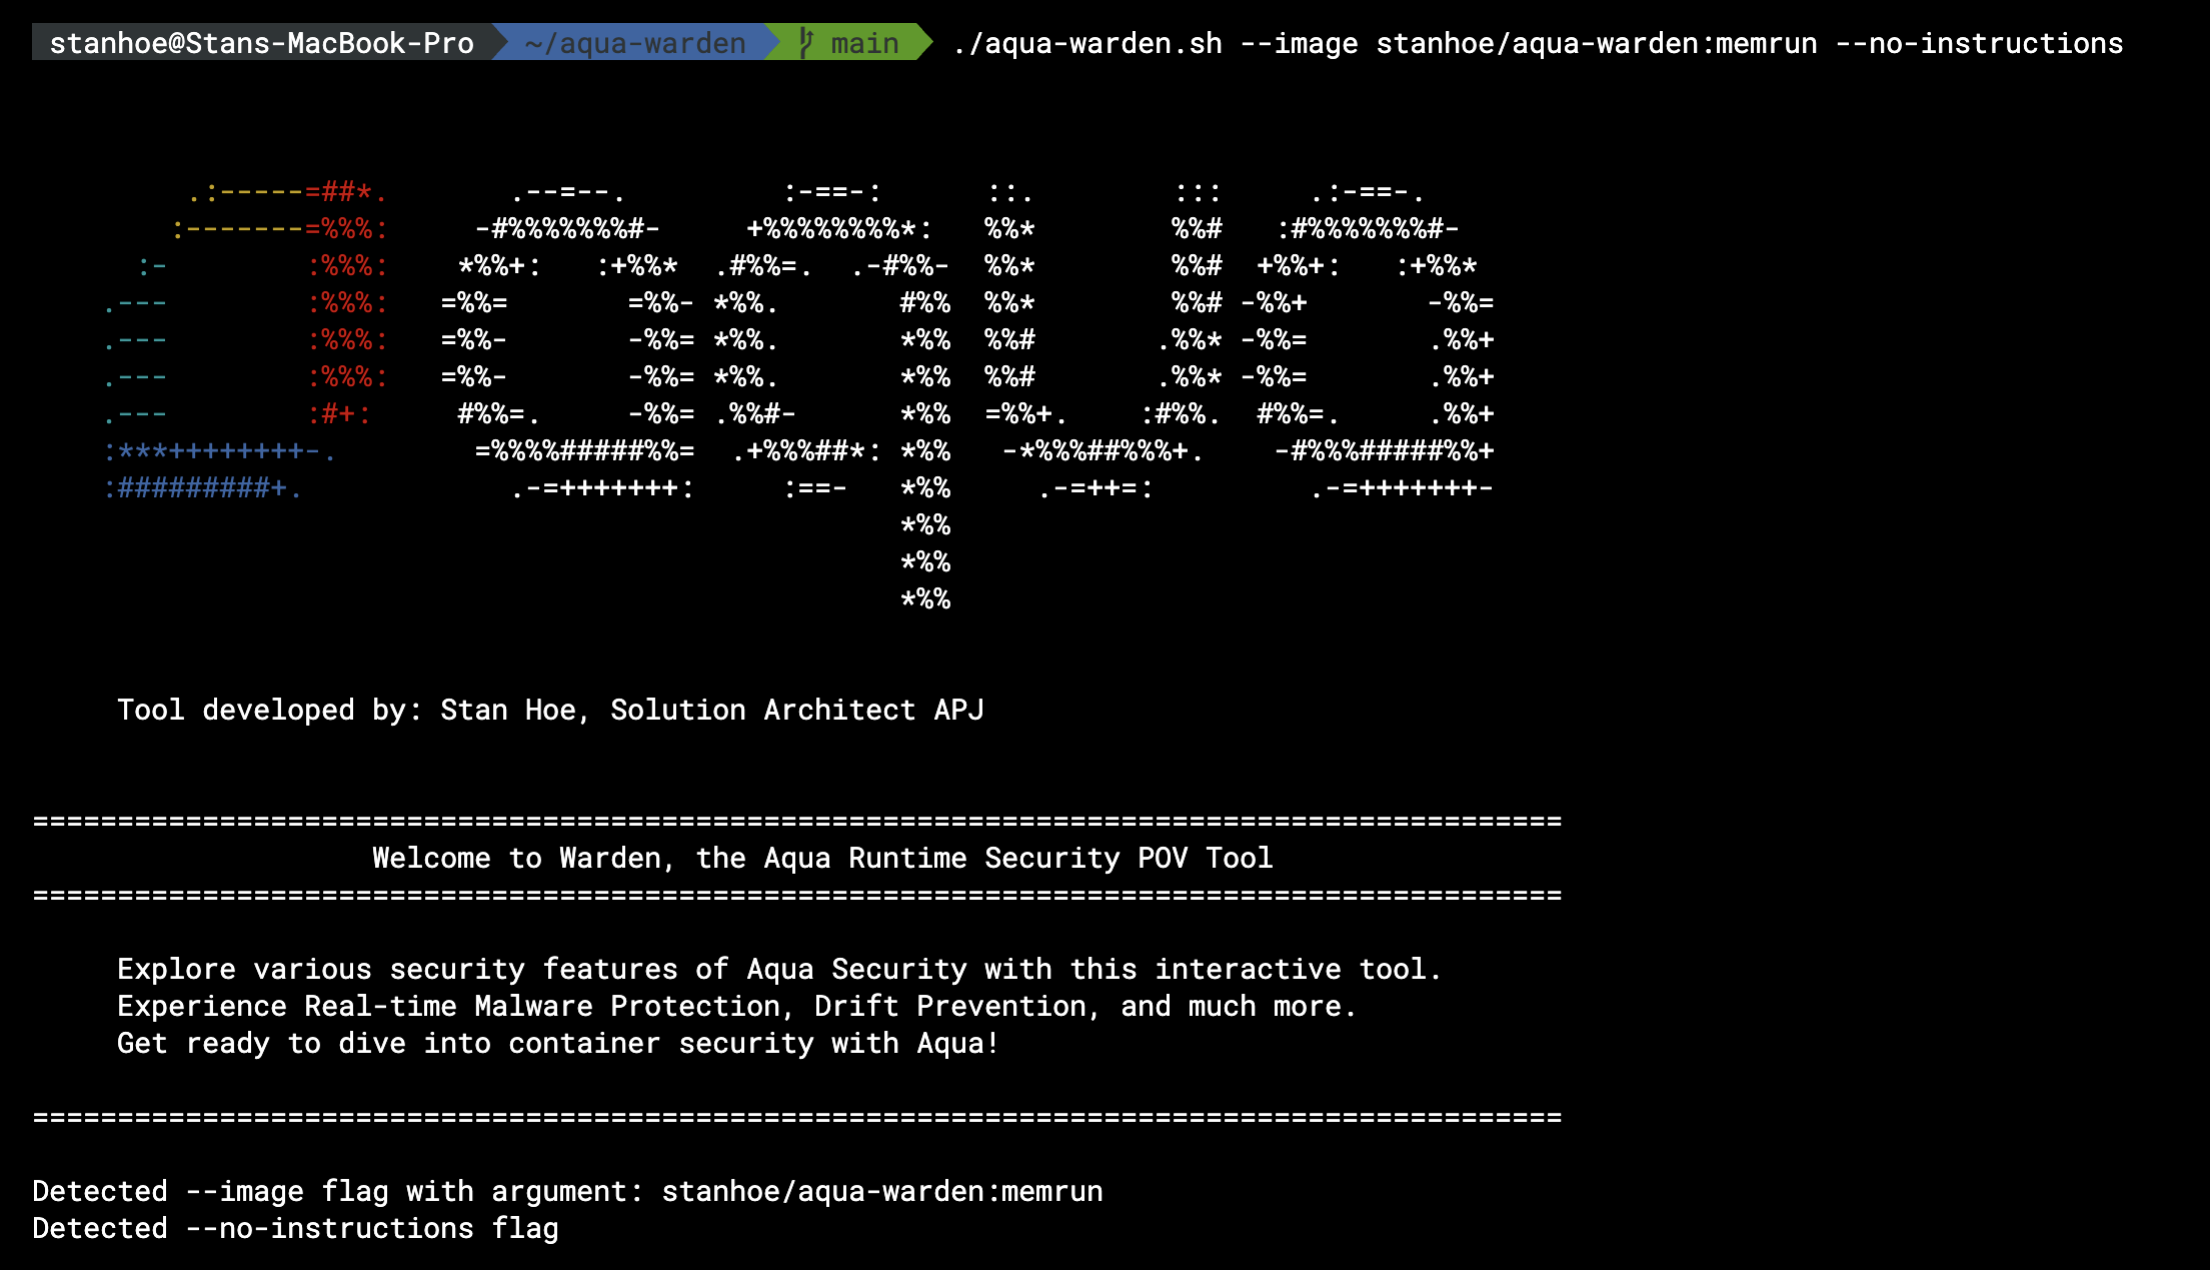 stanhoe@Stans-MacBook-Pro ~/aqua-warden main ./aqua-warden.sh --image stanhoe/aqua-warden:memrun --no-instructions
aqua
Tool developed by: Stan Hoe, Solution Architect APJ
==========================================================================================
Welcome to Warden, the Aqua Runtime Security POV Tool
==========================================================================================
Explore various security features of Aqua Security with this interactive tool.
Experience Real-time Malware Protection, Drift Prevention, and much more.
Get ready to dive into container security with Aqua!
==========================================================================================
Detected --image flag with argument: stanhoe/aqua-warden:memrun
Detected --no-instructions flag